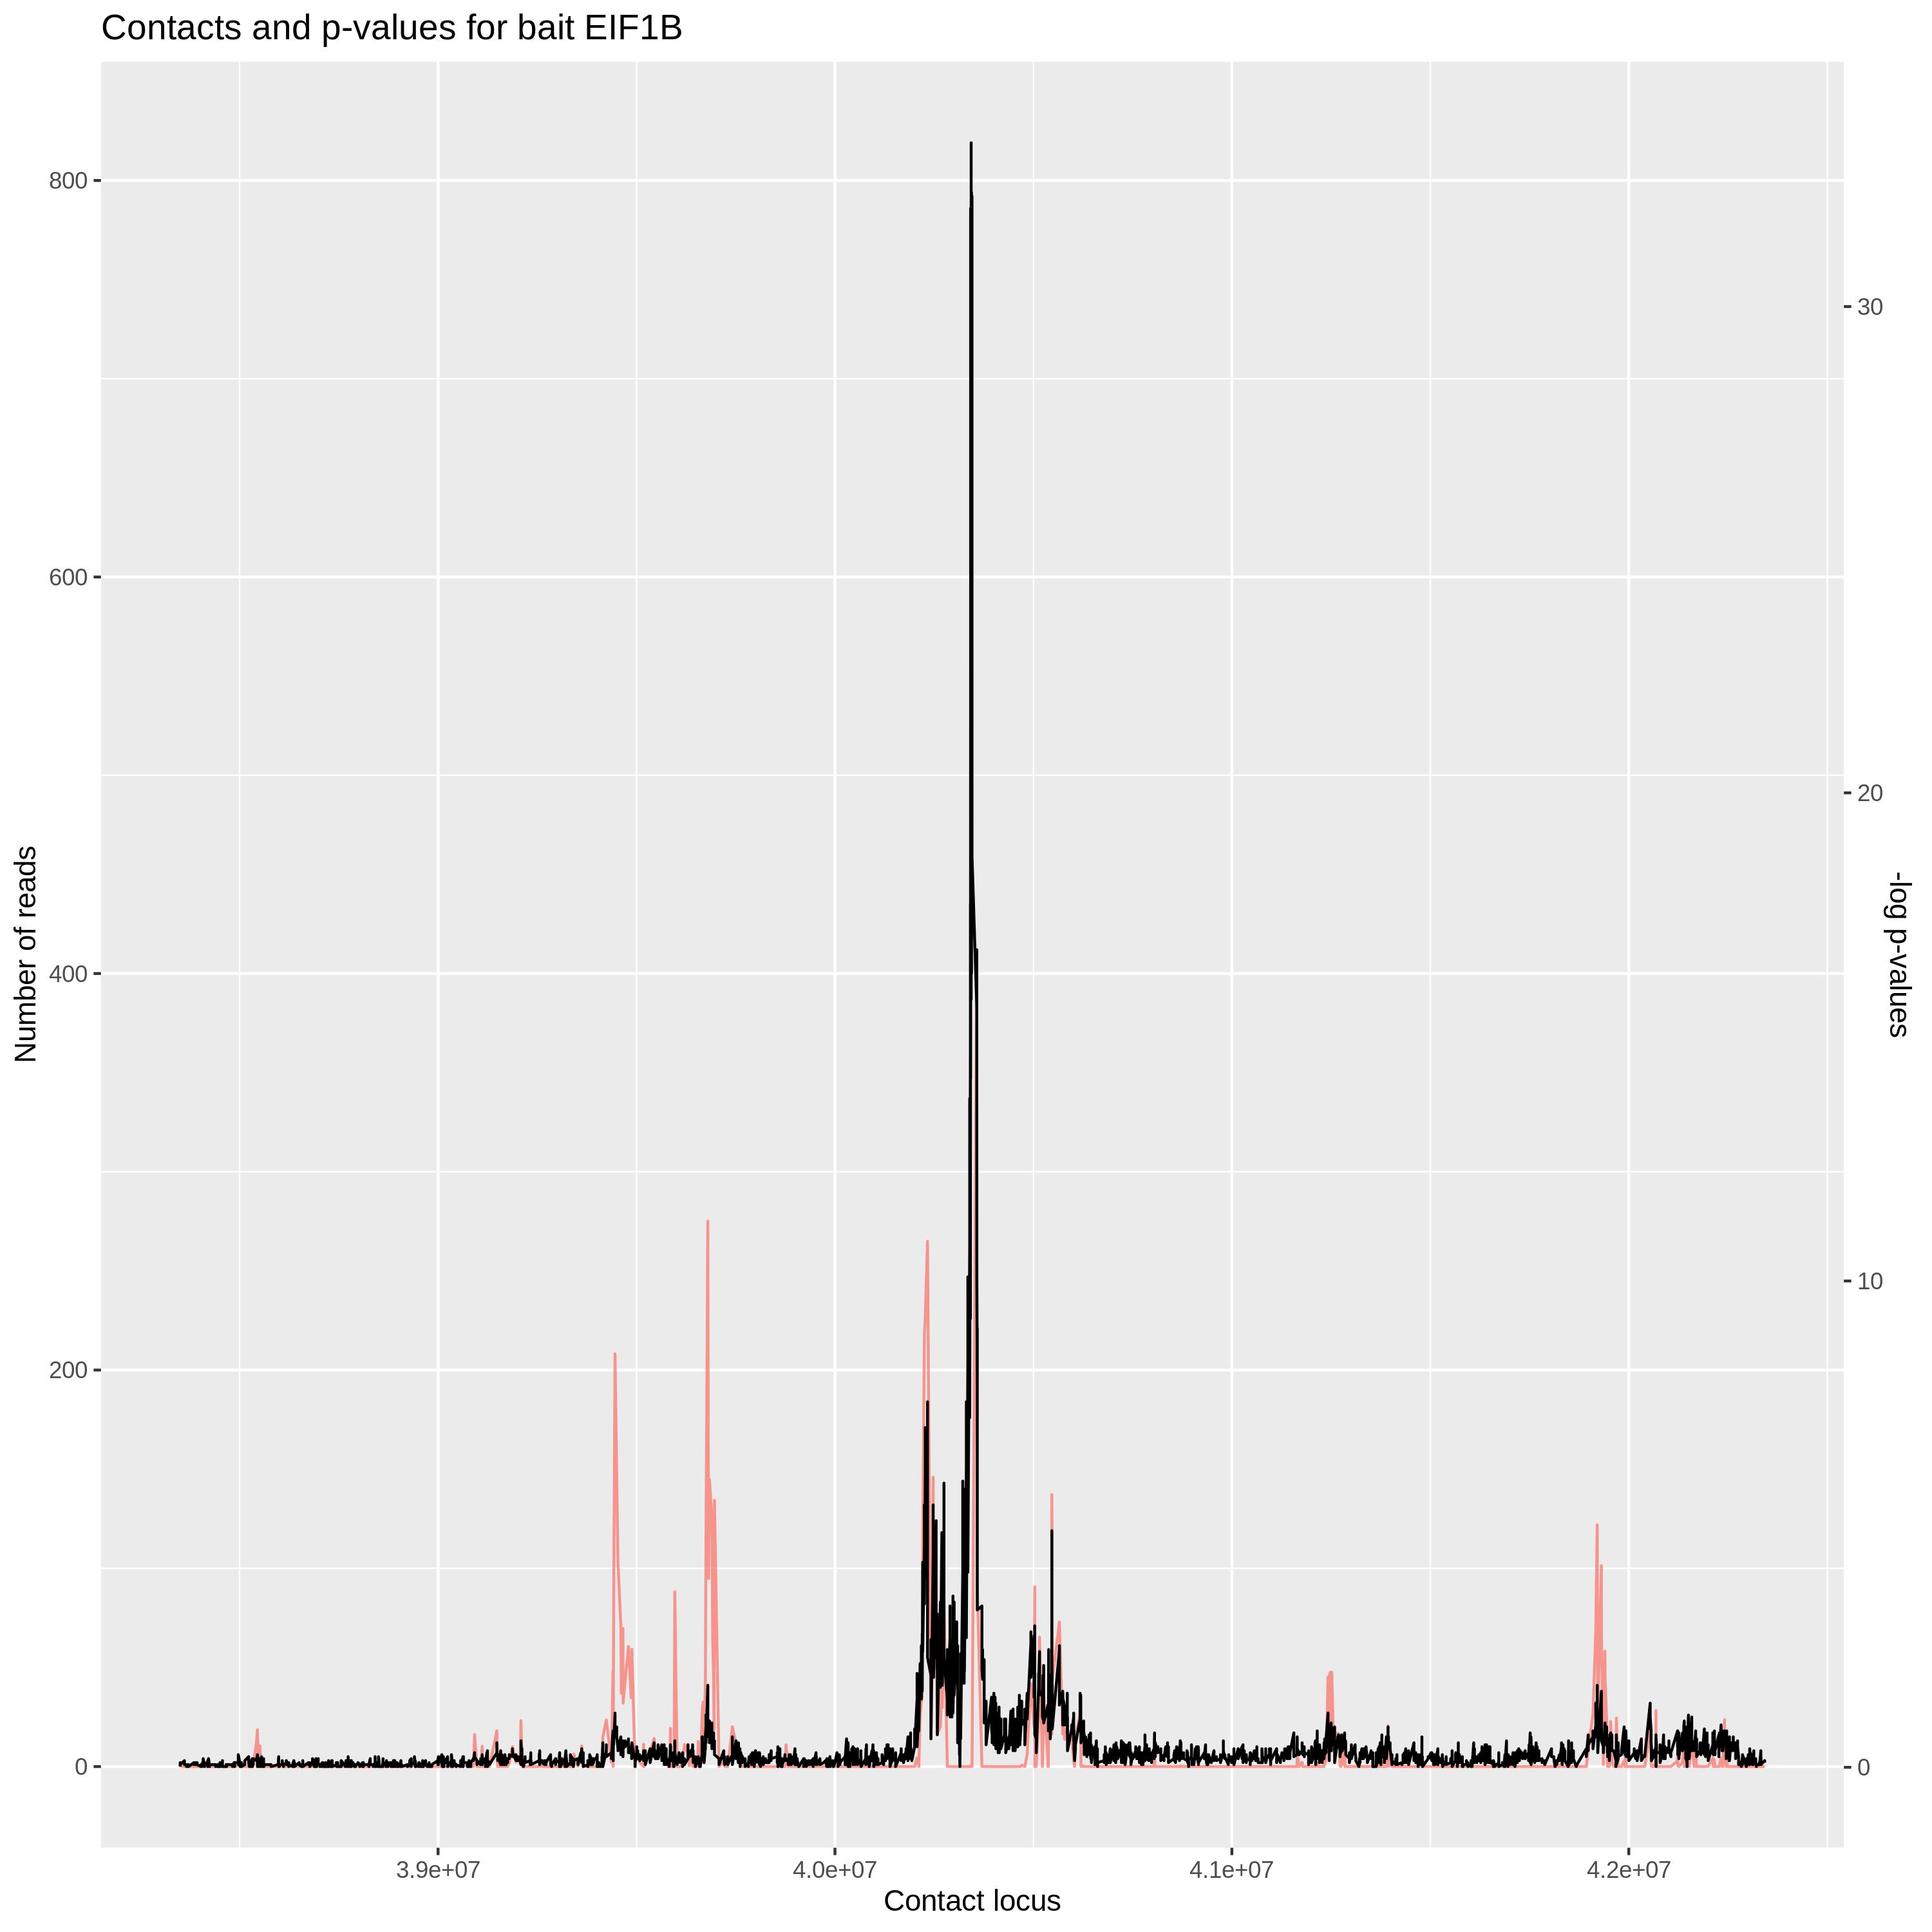 Contacts and p-values for bait EIF1B
800
600
400
200
0
30
20
10
0
Number of reads
-log p-values
3.9e+07
4.0e+07
4.1e+07
4.2e+07
Contact locus